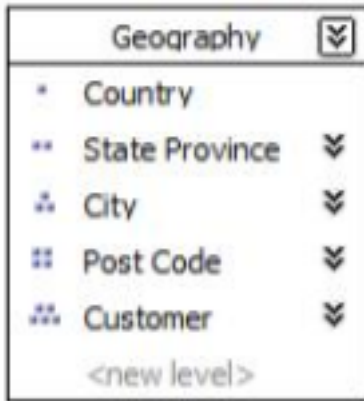 Geography
Country
State Province
City
Post Code
Customer
<new level>